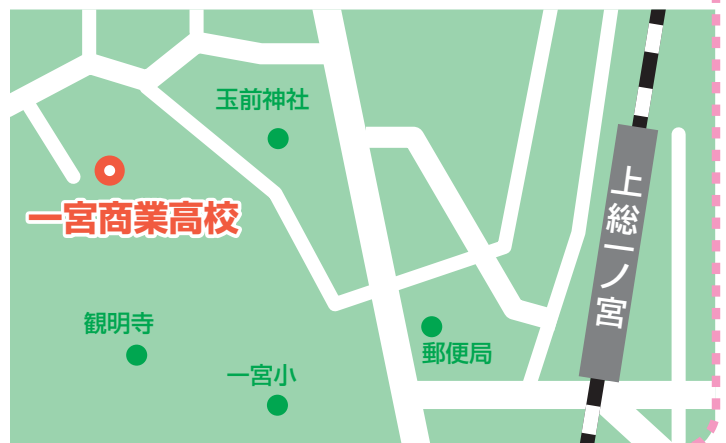 玉前神社
一宮商業高校
上総一ノ宮
観明寺
郵便局
一宮小